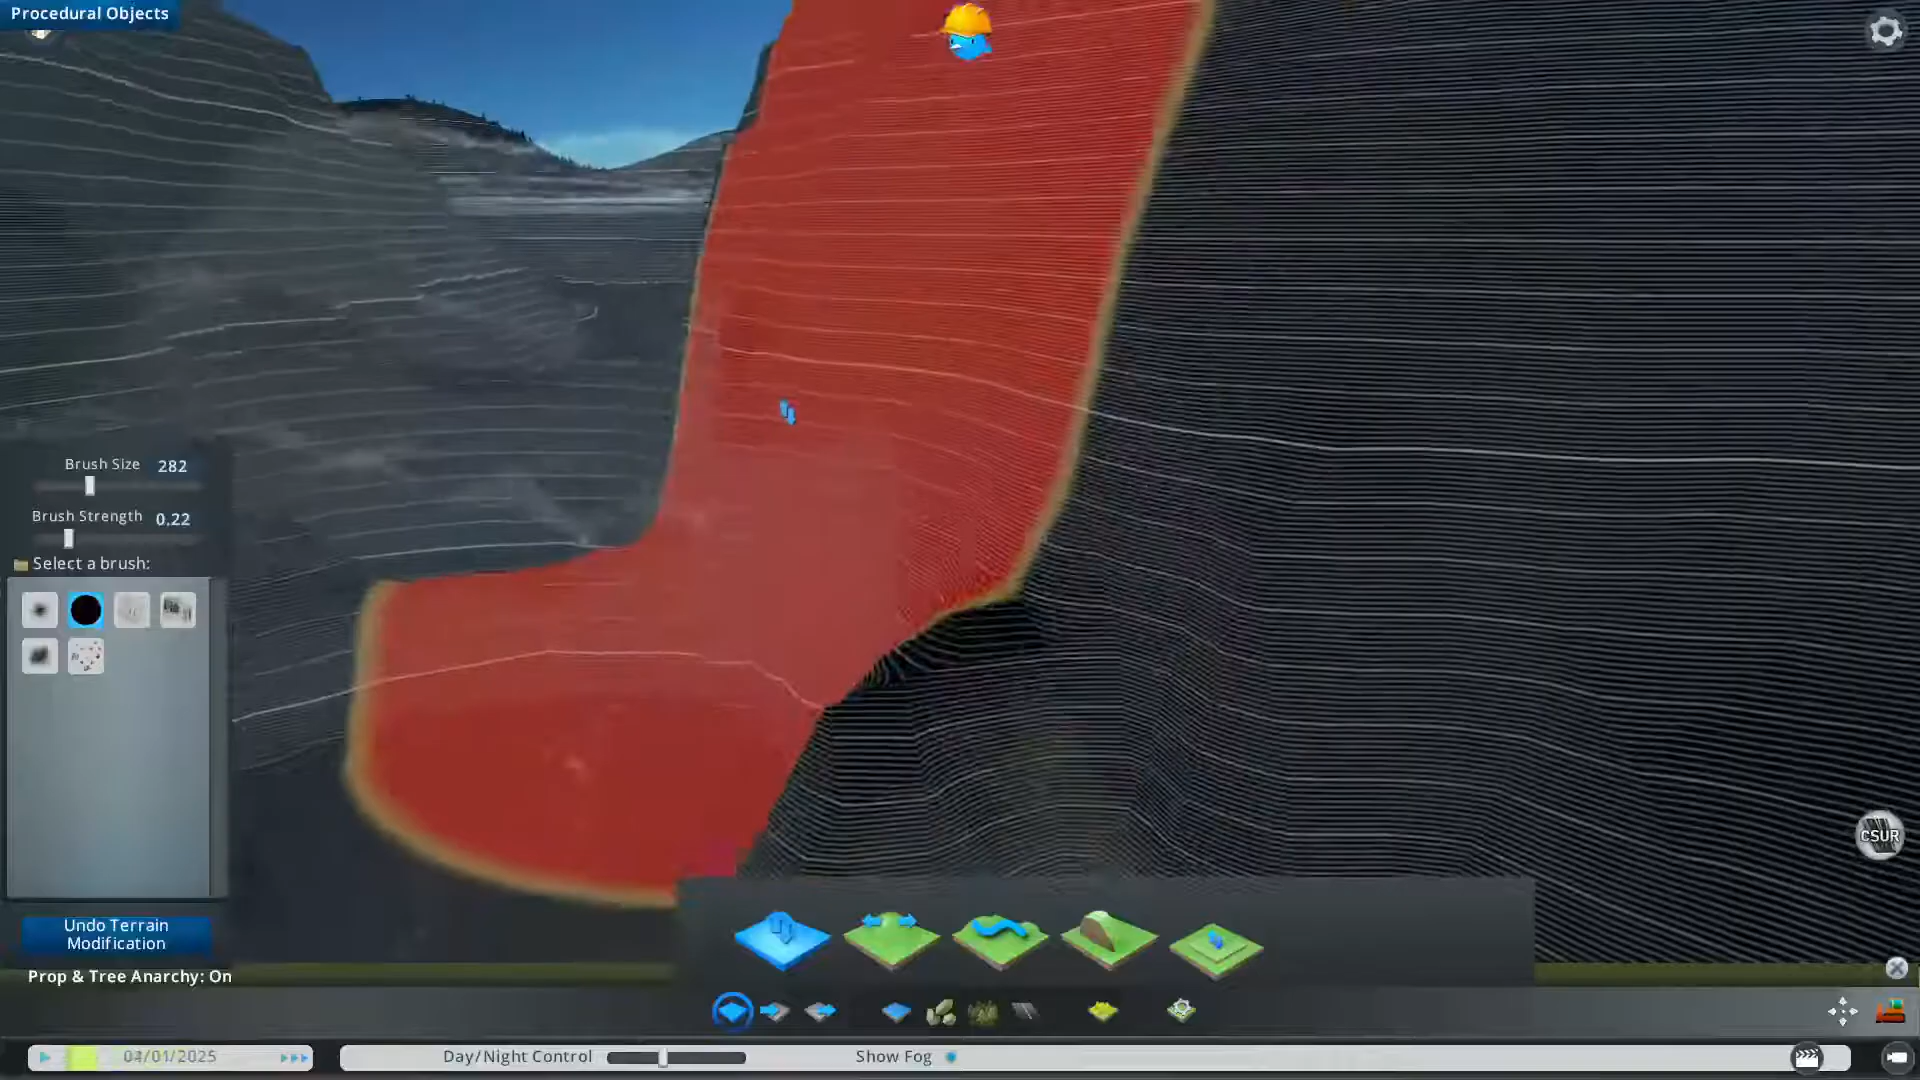 Procedural Objects
Brush Size 282
Brush Strength 0.22
Select a brush:
CSUR
Undo Terrain
Modification
Prop & Tree Anarchy: On
04/01/2025
Day/Night Control
Show Fog